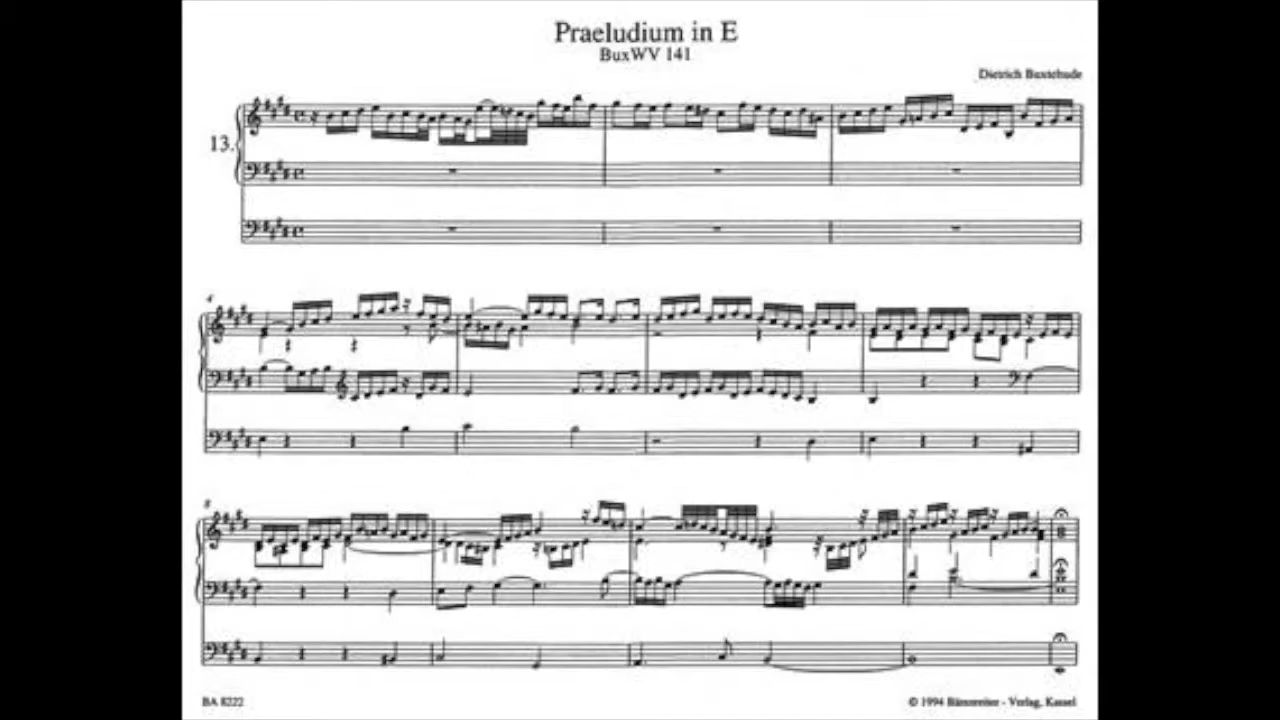 Praeludium in E
BuxWV 141
Dietrich Buxtehude
13.
4
8
BA 8222
© 1994 Bärenreiter - Verlag, Kassel